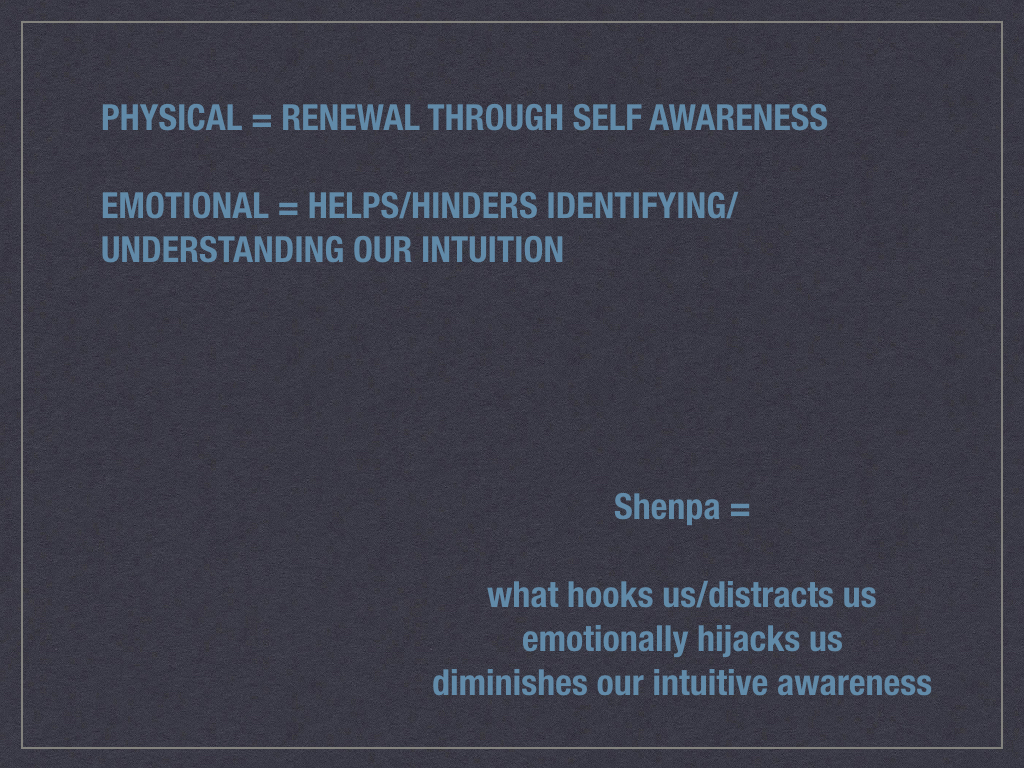 PHYSICAL = RENEWAL THROUGH SELF AWARENESS
EMOTIONAL = HELPS/HINDERS IDENTIFYING/
UNDERSTANDING OUR INTUITION
Shenpa =
what hooks us/distracts us
emotionally hijacks us
diminishes our intuitive awareness